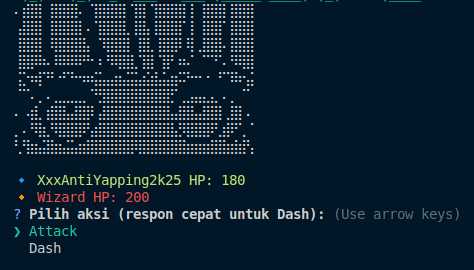 XxxAntiYapping2k25 HP: 180
Wizard HP: 200
? Pilih aksi (respon cepat untuk Dash): (Use arrow keys)
❯ Attack
Dash